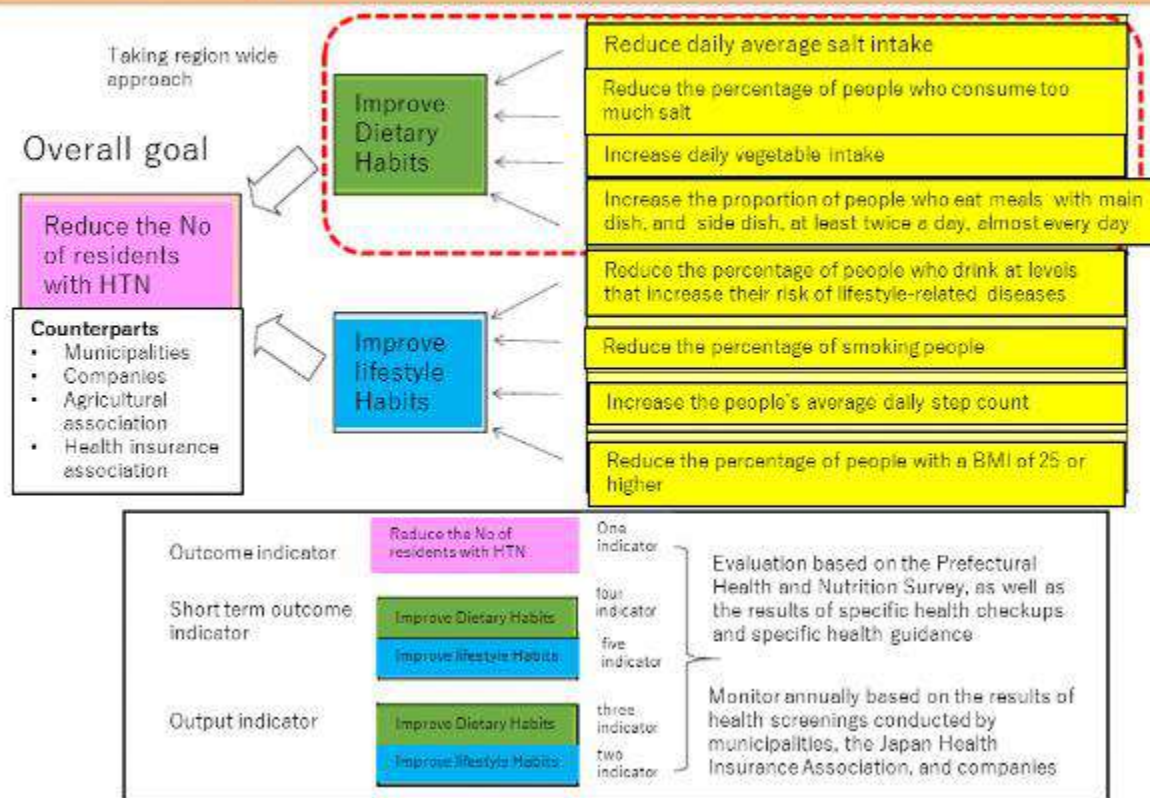 Taking region wide
approach
Overall goal
Reduce the No
of residents
with HTN
Counterparts
• Municipalities
• Companies
• Agricultural
association
• Health insurance
association
Improve
Dietary
Habits
Reduce daily average salt intake
Reduce the percentage of people who consume too
much salt
Increase daily vegetable intake
Increase the proportion of people who eat meals with main
dish, and side dish, at least twice a day, almost every day
Improve
lifestyle
Habits
Reduce the percentage of people who drink at levels
that increase their risk of lifestyle-related diseases
Reduce the percentage of smoking people
Increase the people's average daily step count
Reduce the percentage of people with a BMI of 25 or
higher
Outcome indicator
Reduce the No of
residents with HTN
One
indicator
Short term outcome
indicator
Improve Dietary Habits
four
indicator
Improve lifestyle Habits
five
indicator
Output indicator
Improve Dietary Habits
three
indicator
Improve lifestyle Habits
two
indicator
Evaluation based on the Prefectural
Health and Nutrition Survey, as well as
the results of specific health checkups
and specific health guidance
Monitor annually based on the results of
health screenings conducted by
municipalities, the Japan Health
Insurance Association, and companies